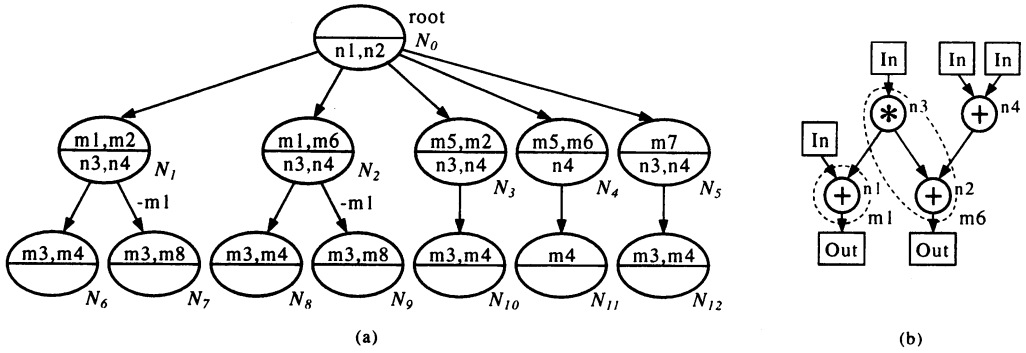 root
N0
n1,n2
m1,m2
n3,n4
N1
m1,m6
n3,n4
N2
m5,m2
n3,n4
N3
m5,m6
n4
N4
m7
n3,n4
N5
-m1
-m1
m3,m4
N6
m3,m8
N7
m3,m4
N8
m3,m8
N9
m3,m4
N10
m4
N11
m3,m4
N12
(a)
In
In
In
*
n3
+
n4
In
+
n1
+
n2
m1
m6
Out
Out
(b)